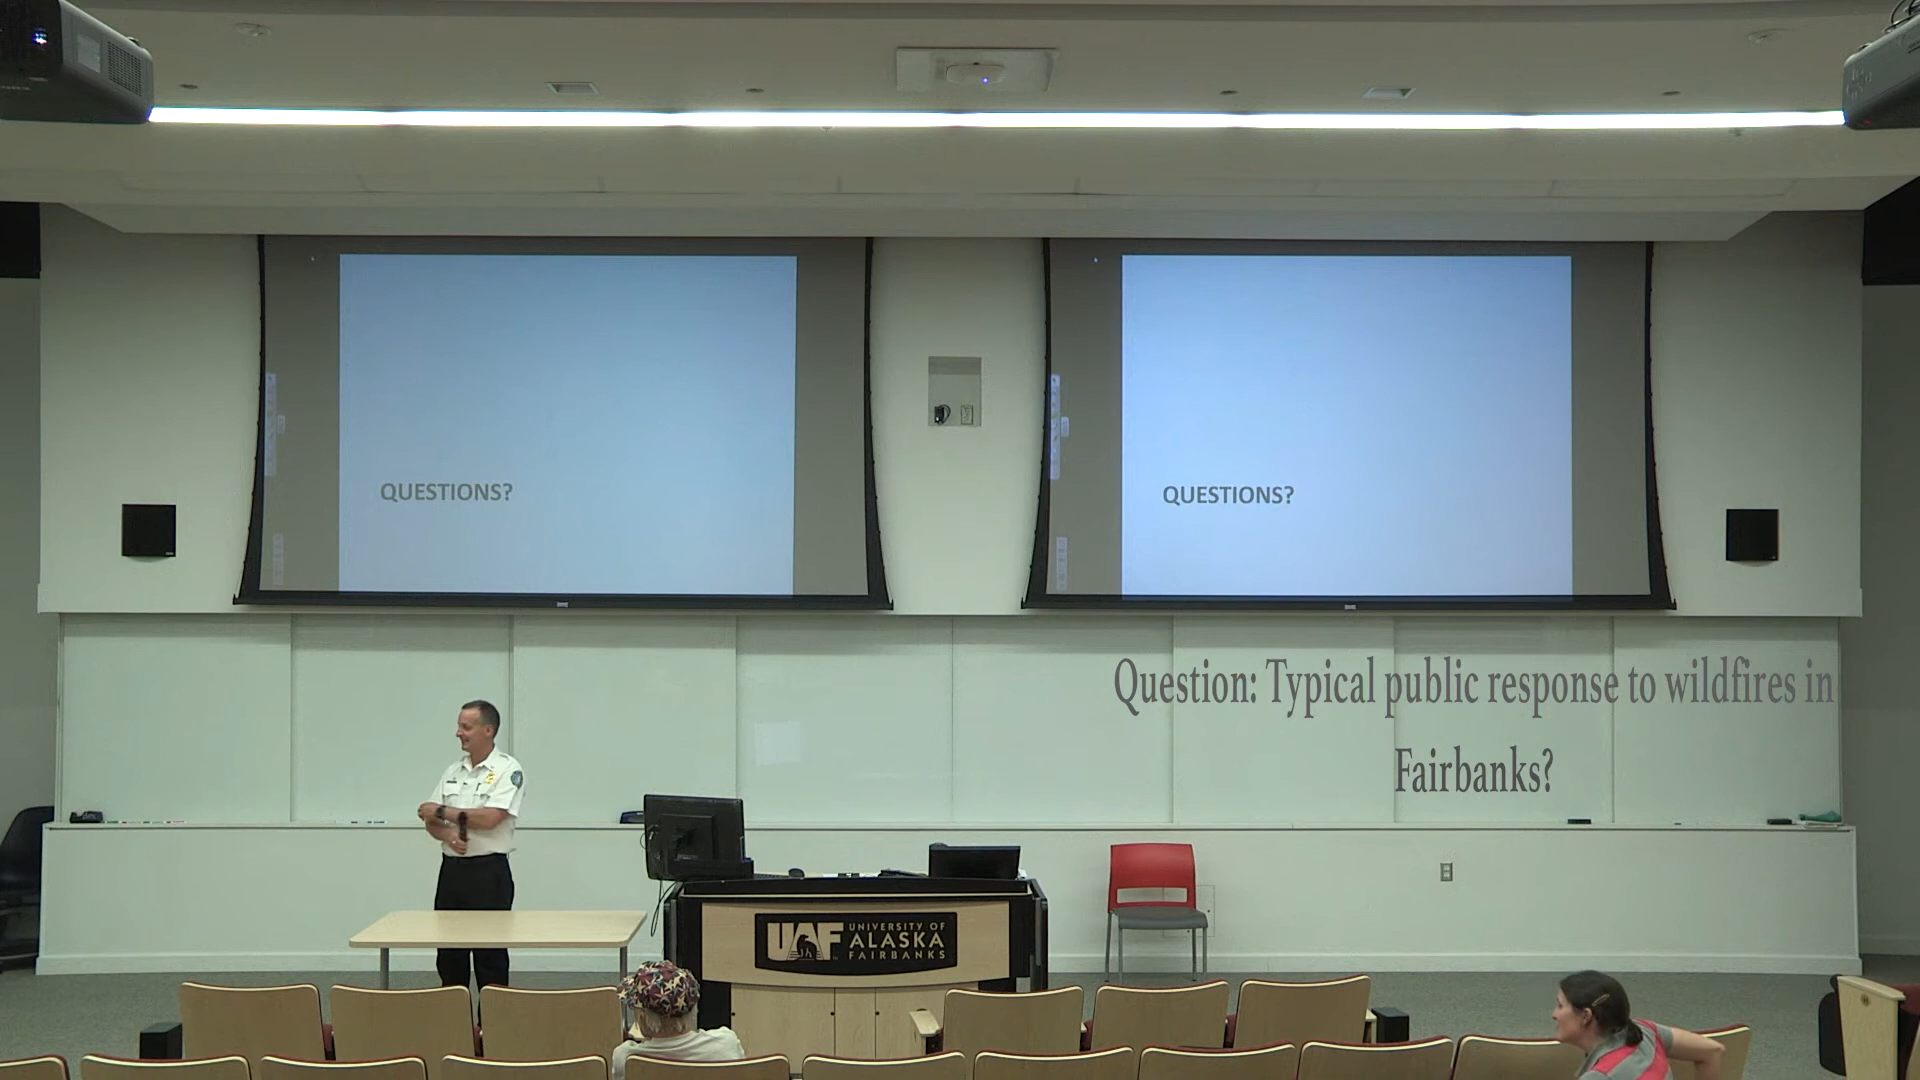 QUESTIONS?
QUESTIONS?
Question: Typical public response to wildfires in
Fairbanks?
UAF UNIVERSITY OF
ALASKA
FAIRBANKS